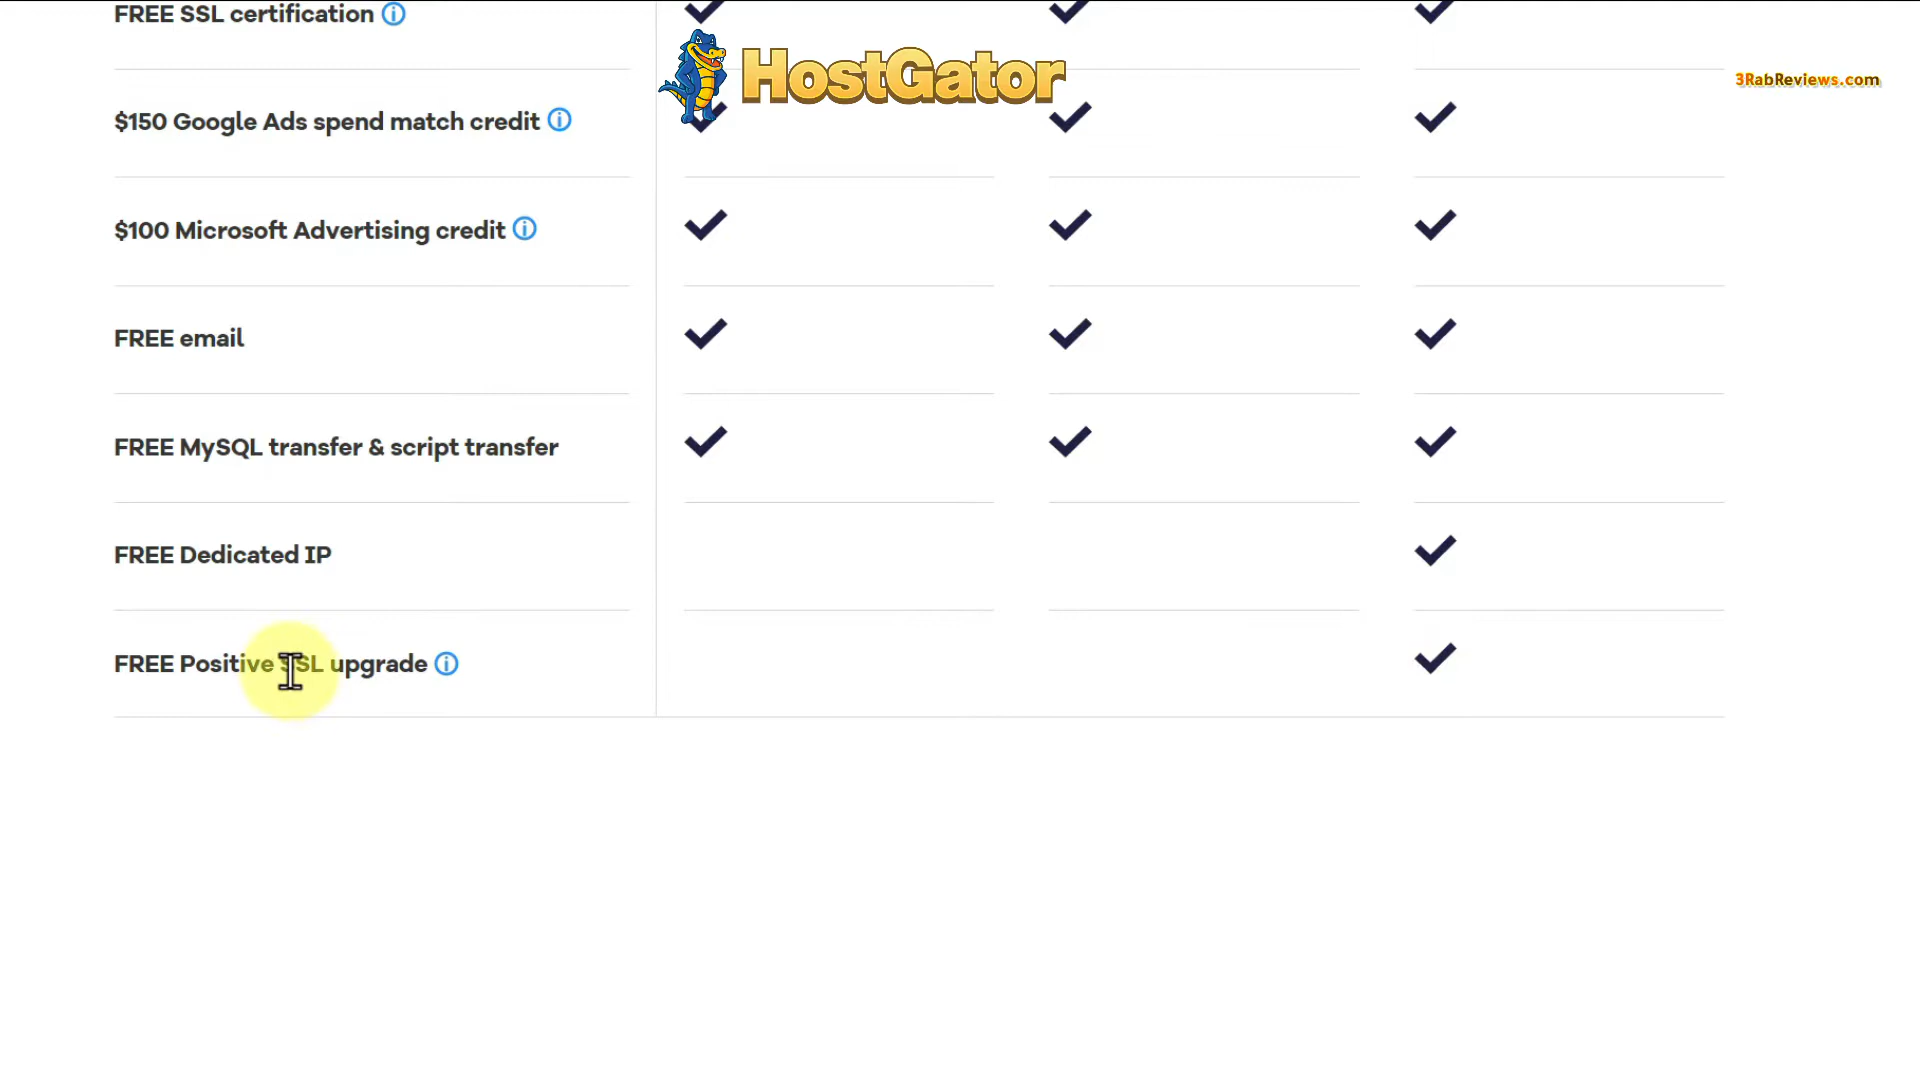 FREE SSL certification
HostGator
3RabReviews.com
$150 Google Ads spend match credit
$100 Microsoft Advertising credit
FREE email
FREE MySQL transfer & script transfer
FREE Dedicated IP
FREE Positive SSL upgrade